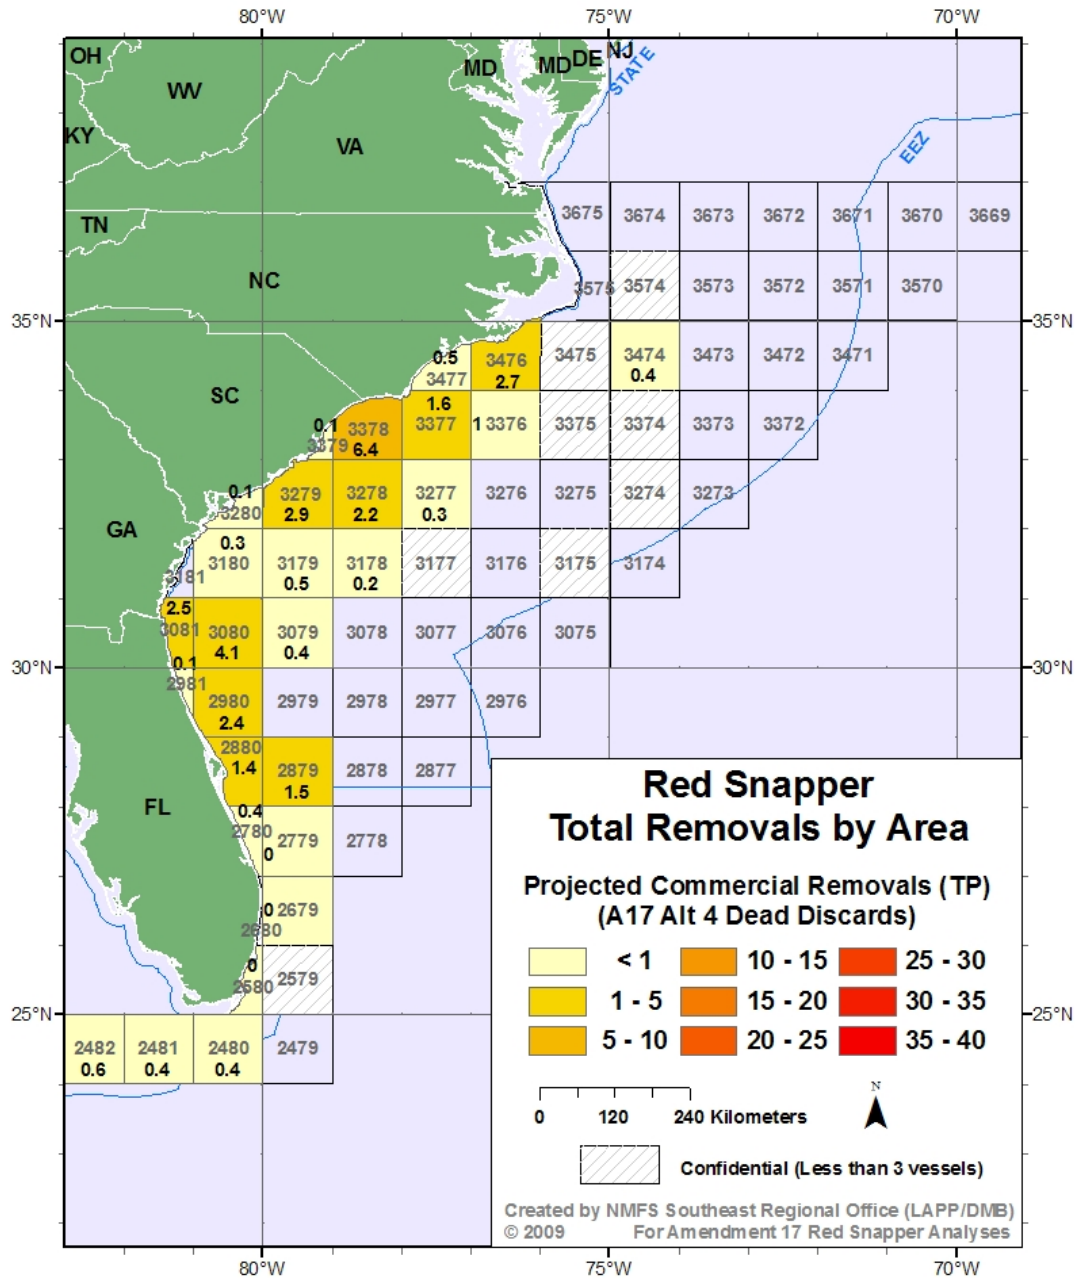 80°W 75°W 70°W
OH WV MD MD DE NJ
STATE
KY VA EEZ
TN 3675 3674 3673 3672 3671 3670 3669
NC 3575 3574 3573 3572 3571 3570
35°N 35°N
0.5 3476 3475 3474 3473 3472 3471
3477 2.7 0.4
SC 1.6
0.1 3378 3377 1 3376 3375 3374 3373 3372
3379 6.4
0.1 3279 3278 3277 3276 3275 3274 3273
3280 2.9 2.2 0.3
GA 0.3
3181 3180 3179 3178 3177 3176 3175 3174
0.5 0.2
2.5
3081 3080 3079 3078 3077 3076 3075
4.1 0.4
30°N 0.1 30°N
2981 2980 2979 2978 2977 2976
2.4
2880 2879 2878 2877
1.4 1.5
FL 0.4
2780 2779 2778
0
0 2679
2680
0 2579
2580
25°N 25°N
2482 2481 2480 2479
0.6 0.4 0.4
Red Snapper
Total Removals by Area
Projected Commercial Removals (TP)
(A17 Alt 4 Dead Discards)
< 1 10 - 15 25 - 30
1 - 5 15 - 20 30 - 35
5 - 10 20 - 25 35 - 40
N
0 120 240 Kilometers
Confidential (Less than 3 vessels)
Created by NMFS Southeast Regional Office (LAPP/DMB)
© 2009 For Amendment 17 Red Snapper Analyses
80°W 75°W 70°W